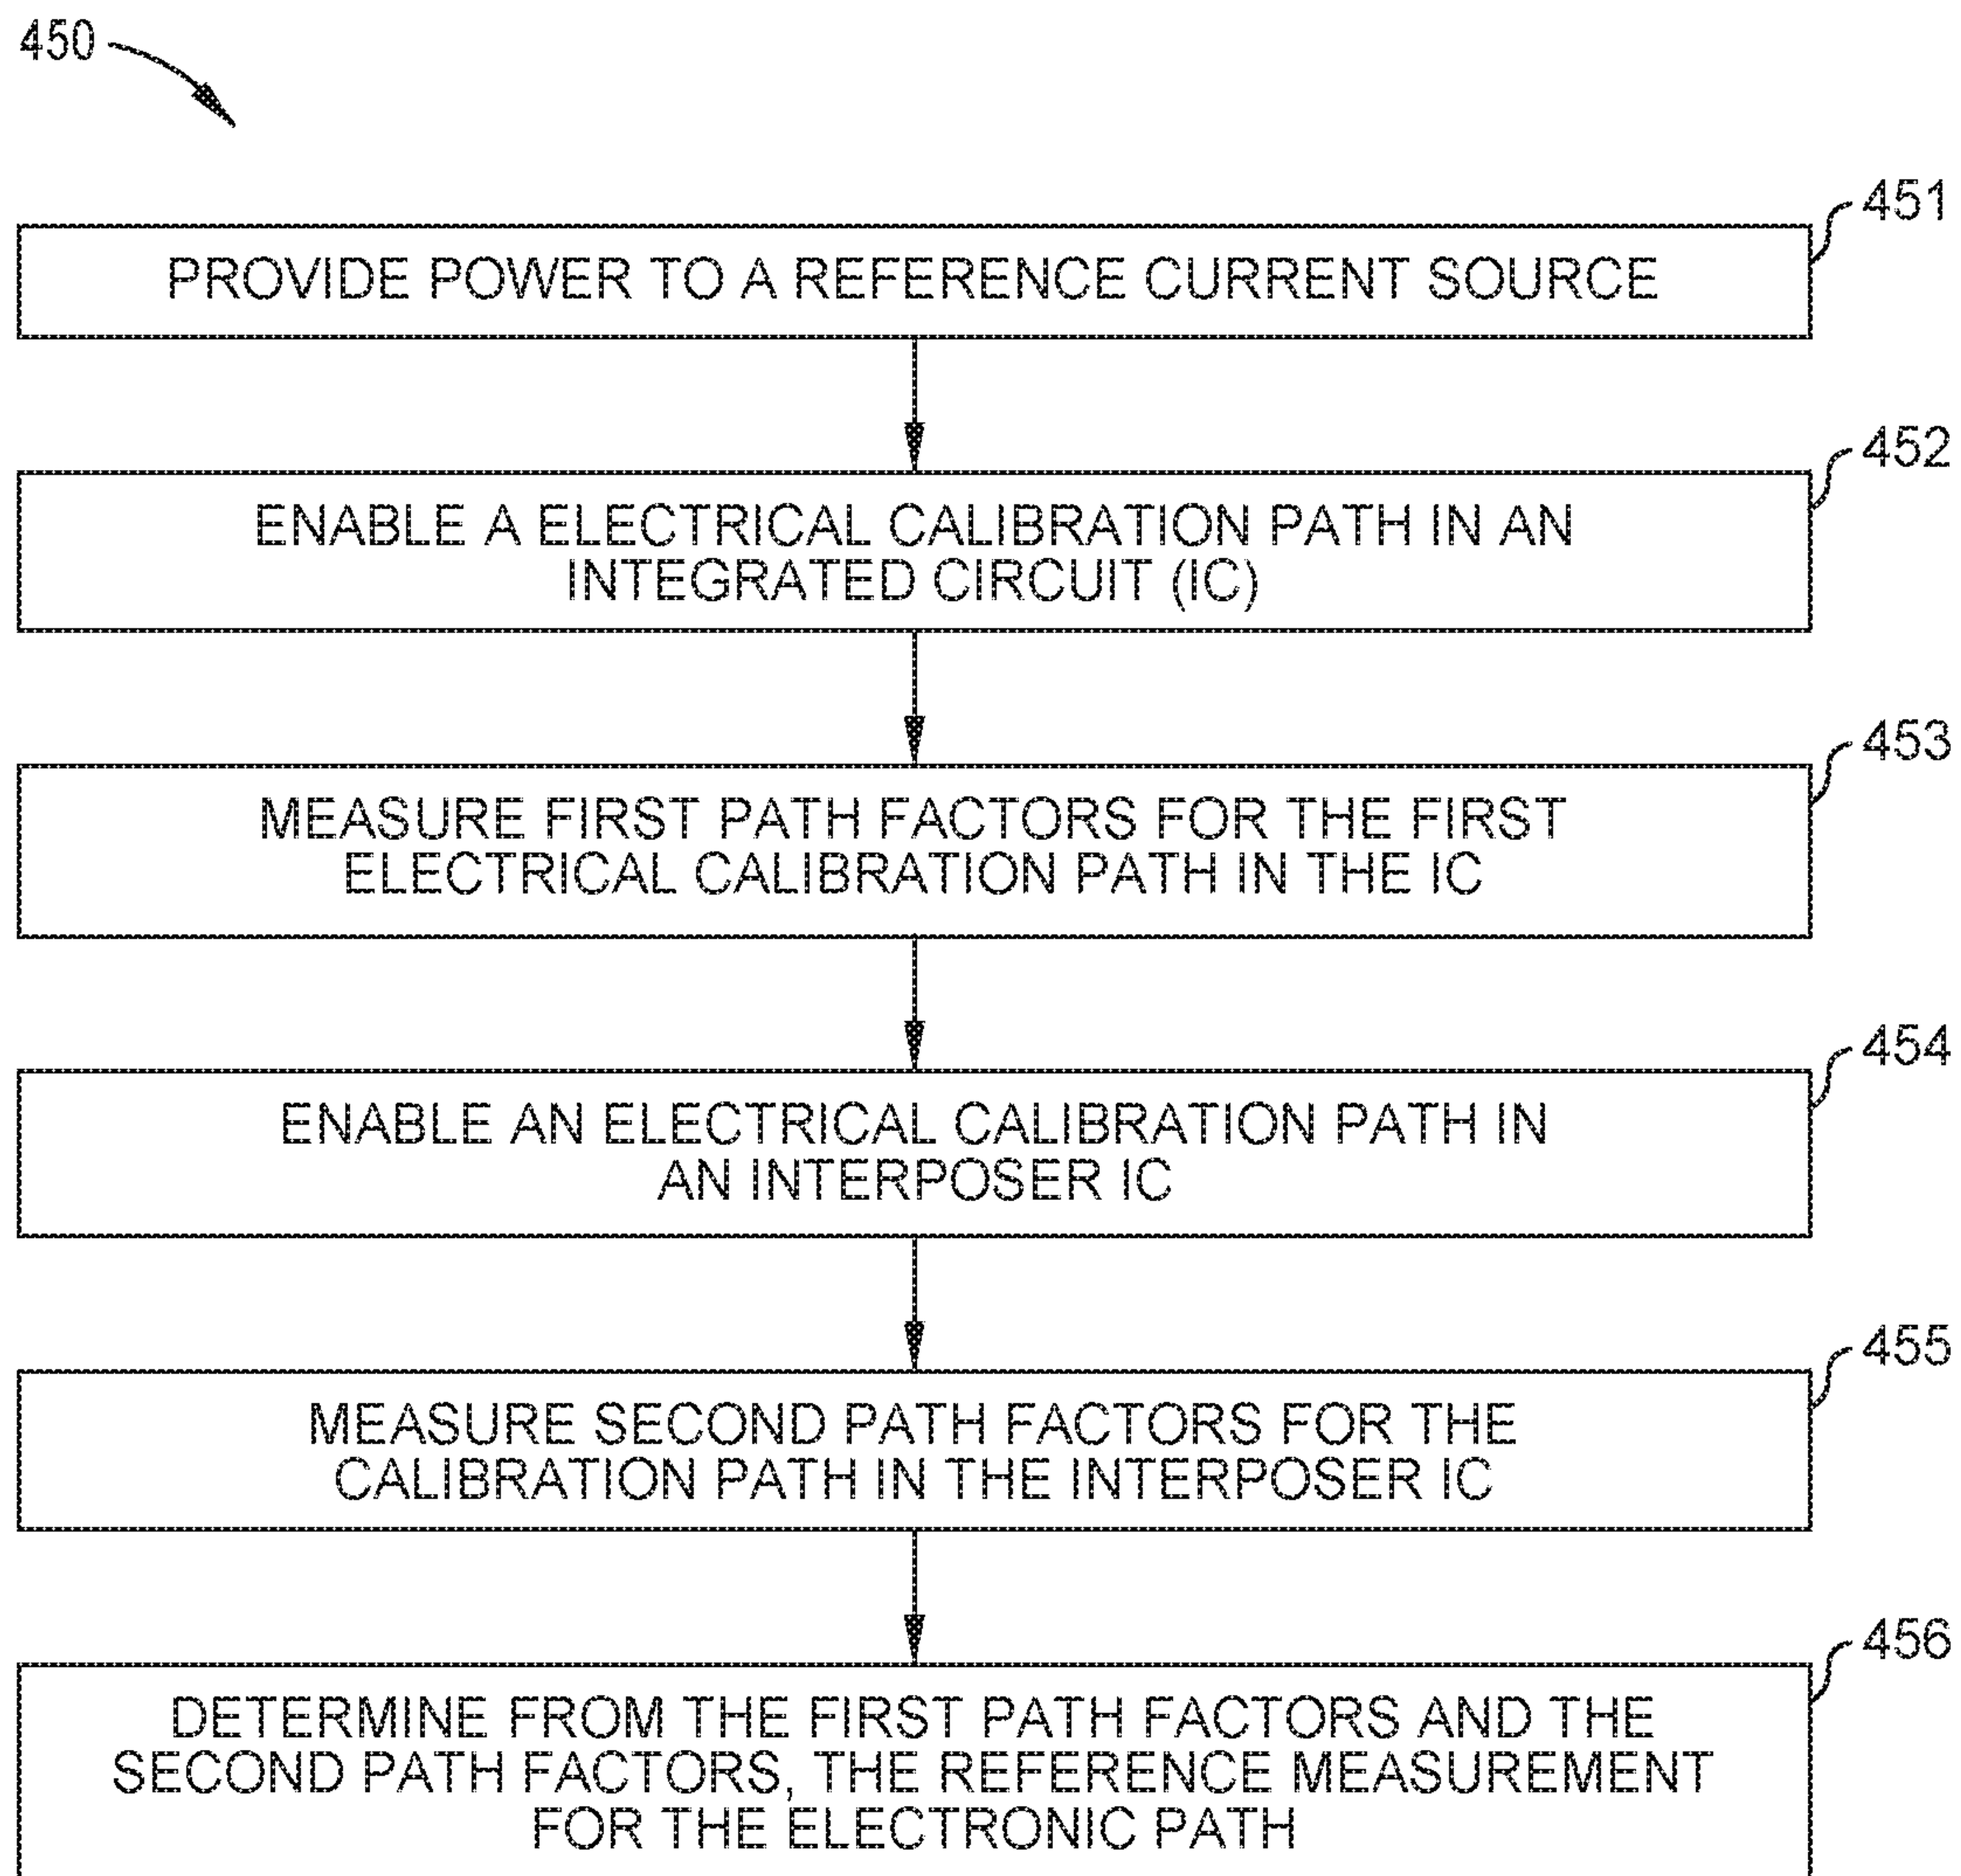 450
451
PROVIDE POWER TO A REFERENCE CURRENT SOURCE
452
ENABLE A ELECTRICAL CALIBRATION PATH IN AN
INTEGRATED CIRCUIT (IC)
453
MEASURE FIRST PATH FACTORS FOR THE FIRST
ELECTRICAL CALIBRATION PATH IN THE IC
454
ENABLE AN ELECTRICAL CALIBRATION PATH IN
AN INTERPOSER IC
455
MEASURE SECOND PATH FACTORS FOR THE
CALIBRATION PATH IN THE INTERPOSER IC
456
DETERMINE FROM THE FIRST PATH FACTORS AND THE
SECOND PATH FACTORS, THE REFERENCE MEASUREMENT
FOR THE ELECTRONIC PATH